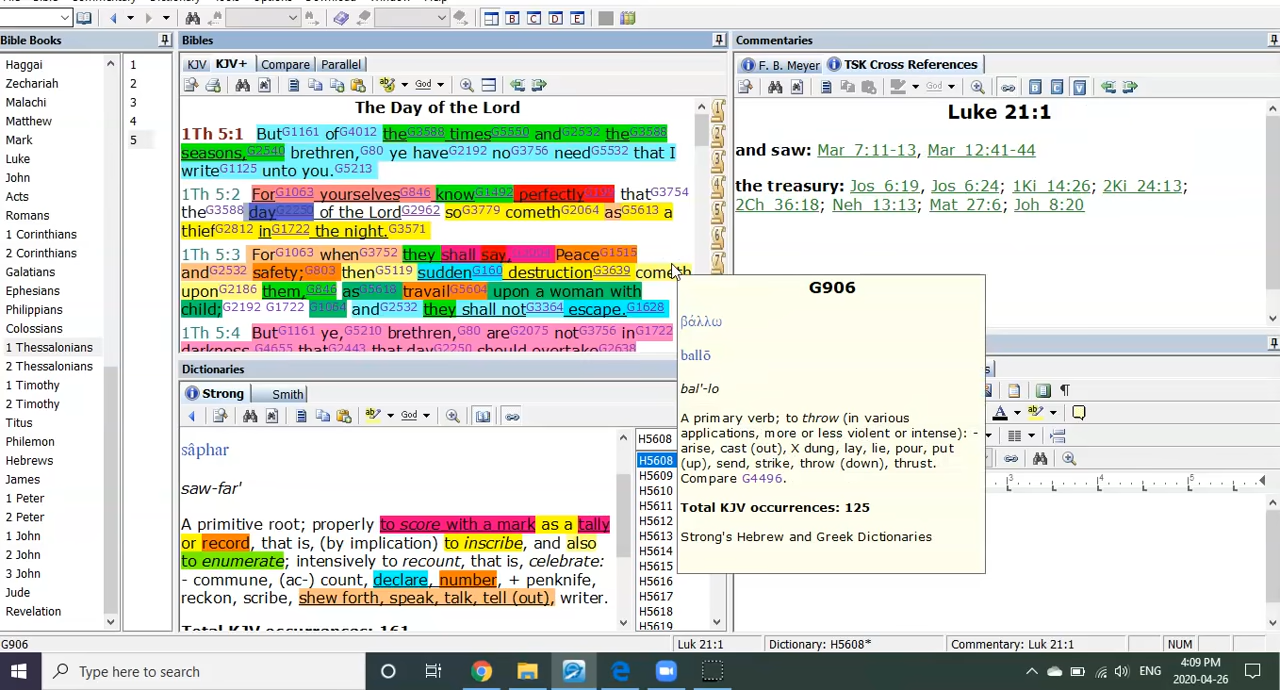 Bible Books
Haggai
Zechariah
Malachi
Matthew
Mark
Luke
John
Acts
Romans
1 Corinthians
2 Corinthians
Galatians
Ephesians
Philippians
Colossians
1 Thessalonians
2 Thessalonians
1 Timothy
2 Timothy
Titus
Philemon
Hebrews
James
1 Peter
2 Peter
1 John
2 John
3 John
Jude
Revelation
1
2
3
4
5
Bibles
KJV KJV+ Compare Parallel
The Day of the Lord
1Th 5:1 But G1161 of G4012 the G3588 times G5550 and G2532 the G3588
seasons, G2540 brethren, G80 ye have G2192 no G3756 need G5532 that I
write G1125 unto you. G5213
1Th 5:2 For G1063 yourselves G846 know G1492 perfectly that G3754
the G3588 day G2250 of the Lord G2962 so G3779 cometh G2064 as G5613 a
thief G2812 in G1722 the night. G3571
1Th 5:3 For G1063 when G3752 they shall say, Peace G1515
and G2532 safety; G803 then G5119 sudden G160 destruction G3639 cometh
upon G2186 them, G846 as G5618 travail G5604 upon a woman with
child; G2192 G1722 G1064 and G2532 they shall not G3364 escape. G1628
1Th 5:4 But G1161 ye, G5210 brethren, G80 are G2075 not G3756 in G1722
darkness, G4655 that G2443 that day G2250 should overtake G2638
Dictionaries
Strong Smith
sâphar
saw-far'
A primitive root; properly to score with a mark as a tally
or record, that is, (by implication) to inscribe, and also
to enumerate; intensively to recount, that is, celebrate:
- commune, (ac-) count, declare, number, + penknife,
reckon, scribe, shew forth, speak, talk, tell (out), writer.
Total KJV occurrences: 161
H5608
H5608
H5609
H5610
H5611
H5612
H5613
H5614
H5615
H5616
H5617
H5618
H5619
Commentaries
F. B. Meyer TSK Cross References
Luke 21:1
and saw: Mar 7:11-13, Mar 12:41-44
the treasury: Jos 6:19, Jos 6:24; 1Ki 14:26; 2Ki 24:13;
2Ch 36:18; Neh 13:13; Mat 27:6; Joh 8:20
G906
βάλλω
ballō
bal'-lo
A primary verb; to throw (in various
applications, more or less violent or intense): -
arise, cast (out), X dung, lay, lie, pour, put
(up), send, strike, throw (down), thrust.
Compare G4496.
Total KJV occurrences: 125
Strong's Hebrew and Greek Dictionaries
3 4 5
G906
Luk 21:1
Dictionary: H5608*
Commentary: Luk 21:1
NUM
Type here to search
ENG
4:09 PM
2020-04-26